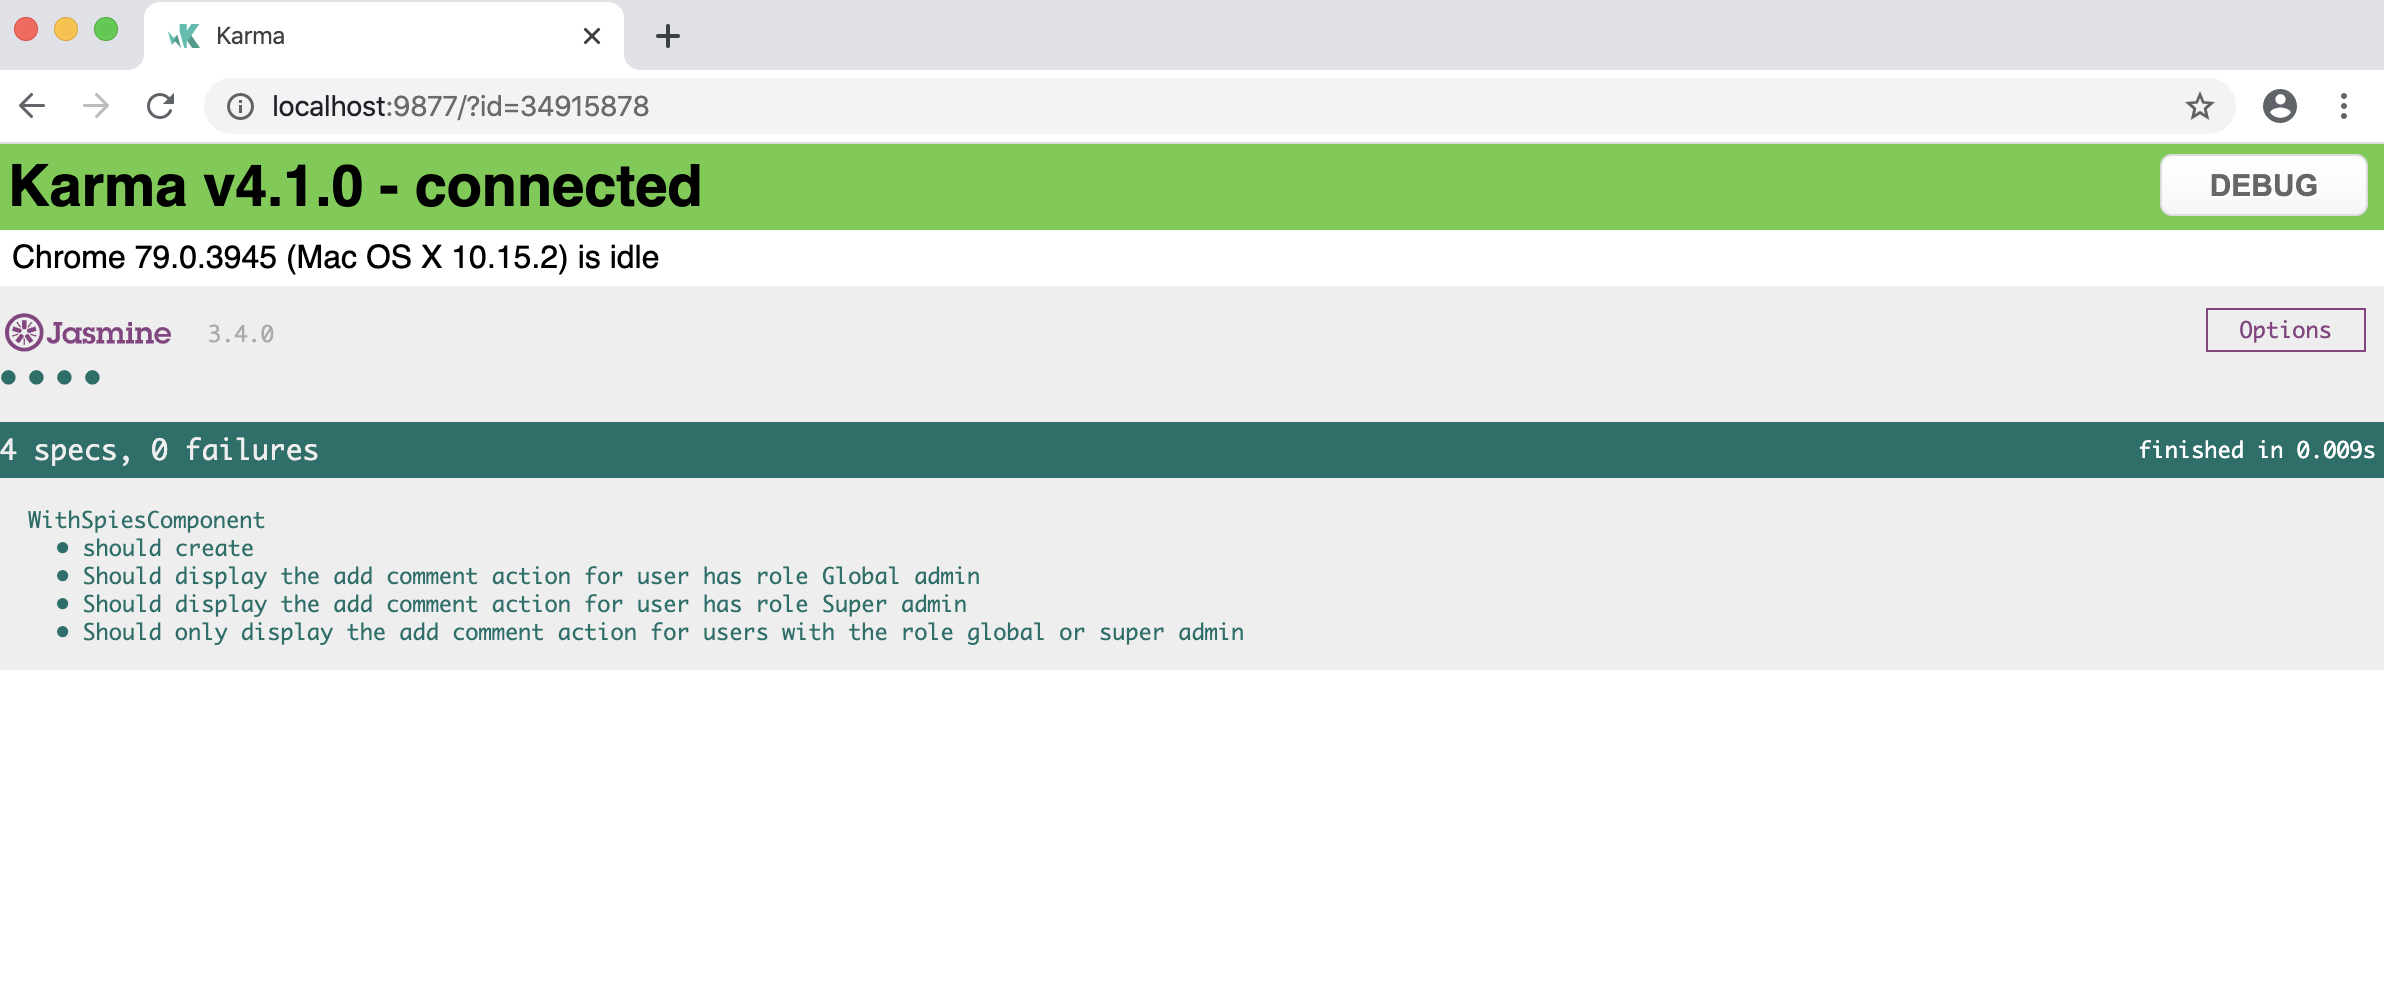 Karma
localhost:9877/?id=34915878
Karma v4.1.0 - connected
DEBUG
Chrome 79.0.3945 (Mac OS X 10.15.2) is idle
Jasmine 3.4.0
Options
4 specs, 0 failures
finished in 0.009s
WithSpiesComponent
• should create
• Should display the add comment action for user has role Global admin
• Should display the add comment action for user has role Super admin
• Should only display the add comment action for users with the role global or super admin